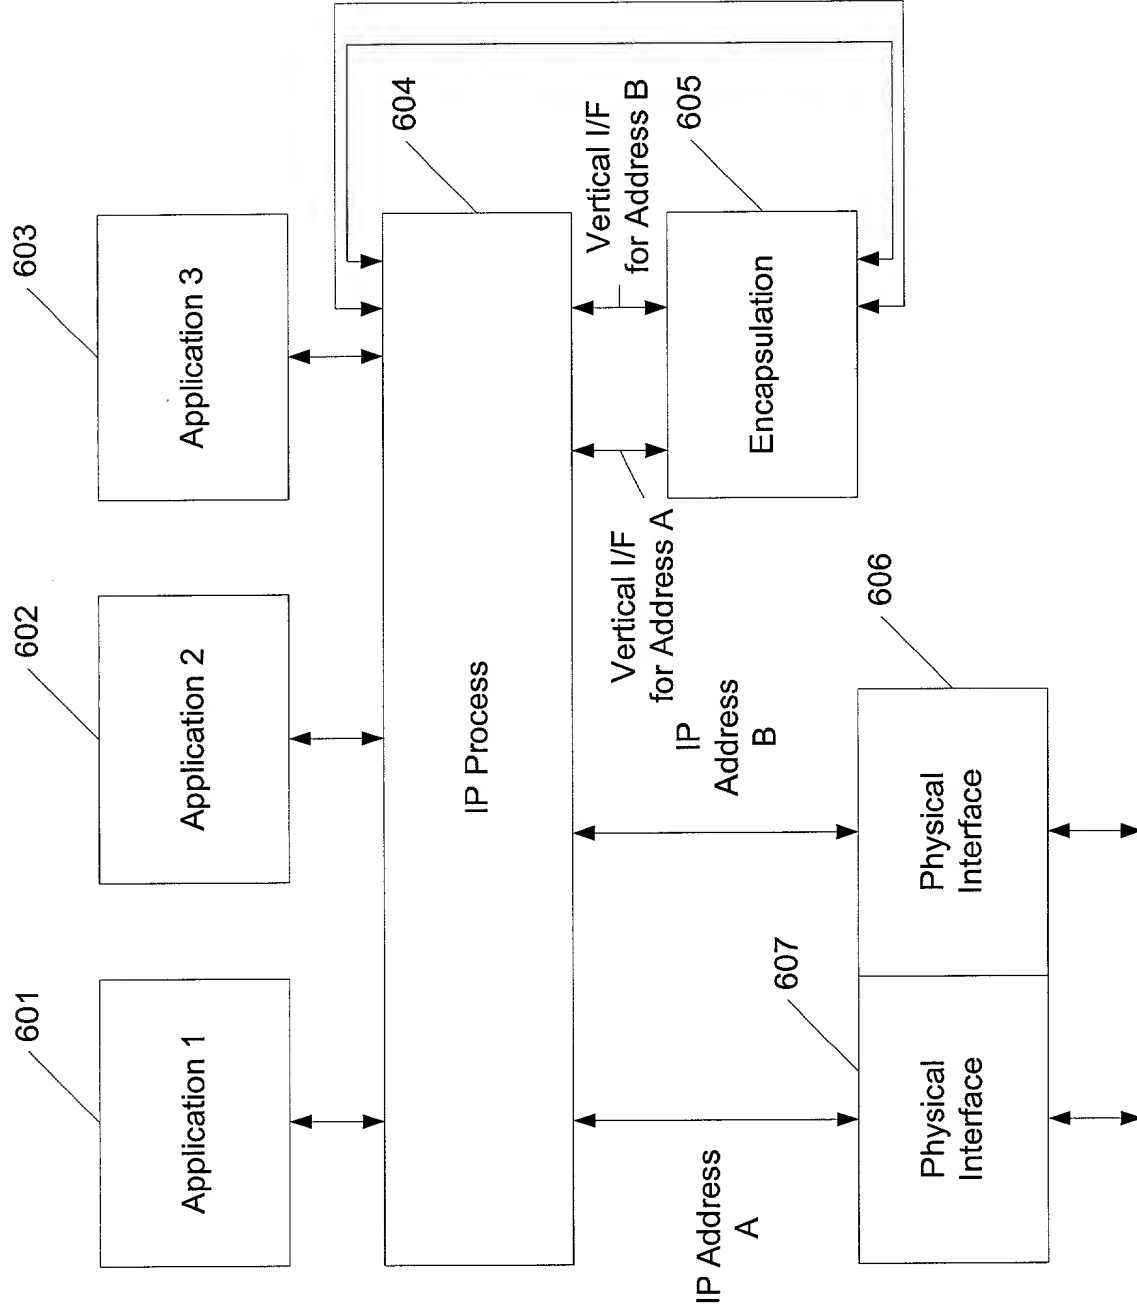 601
602
603
Application 1
Application 2
Application 3
604
IP Process
IP Address
A
IP
Address
B
Vertical I/F
for Address A
Vertical I/F
for Address B
605
Encapsulation
607
606
Physical
Interface
Physical
Interface